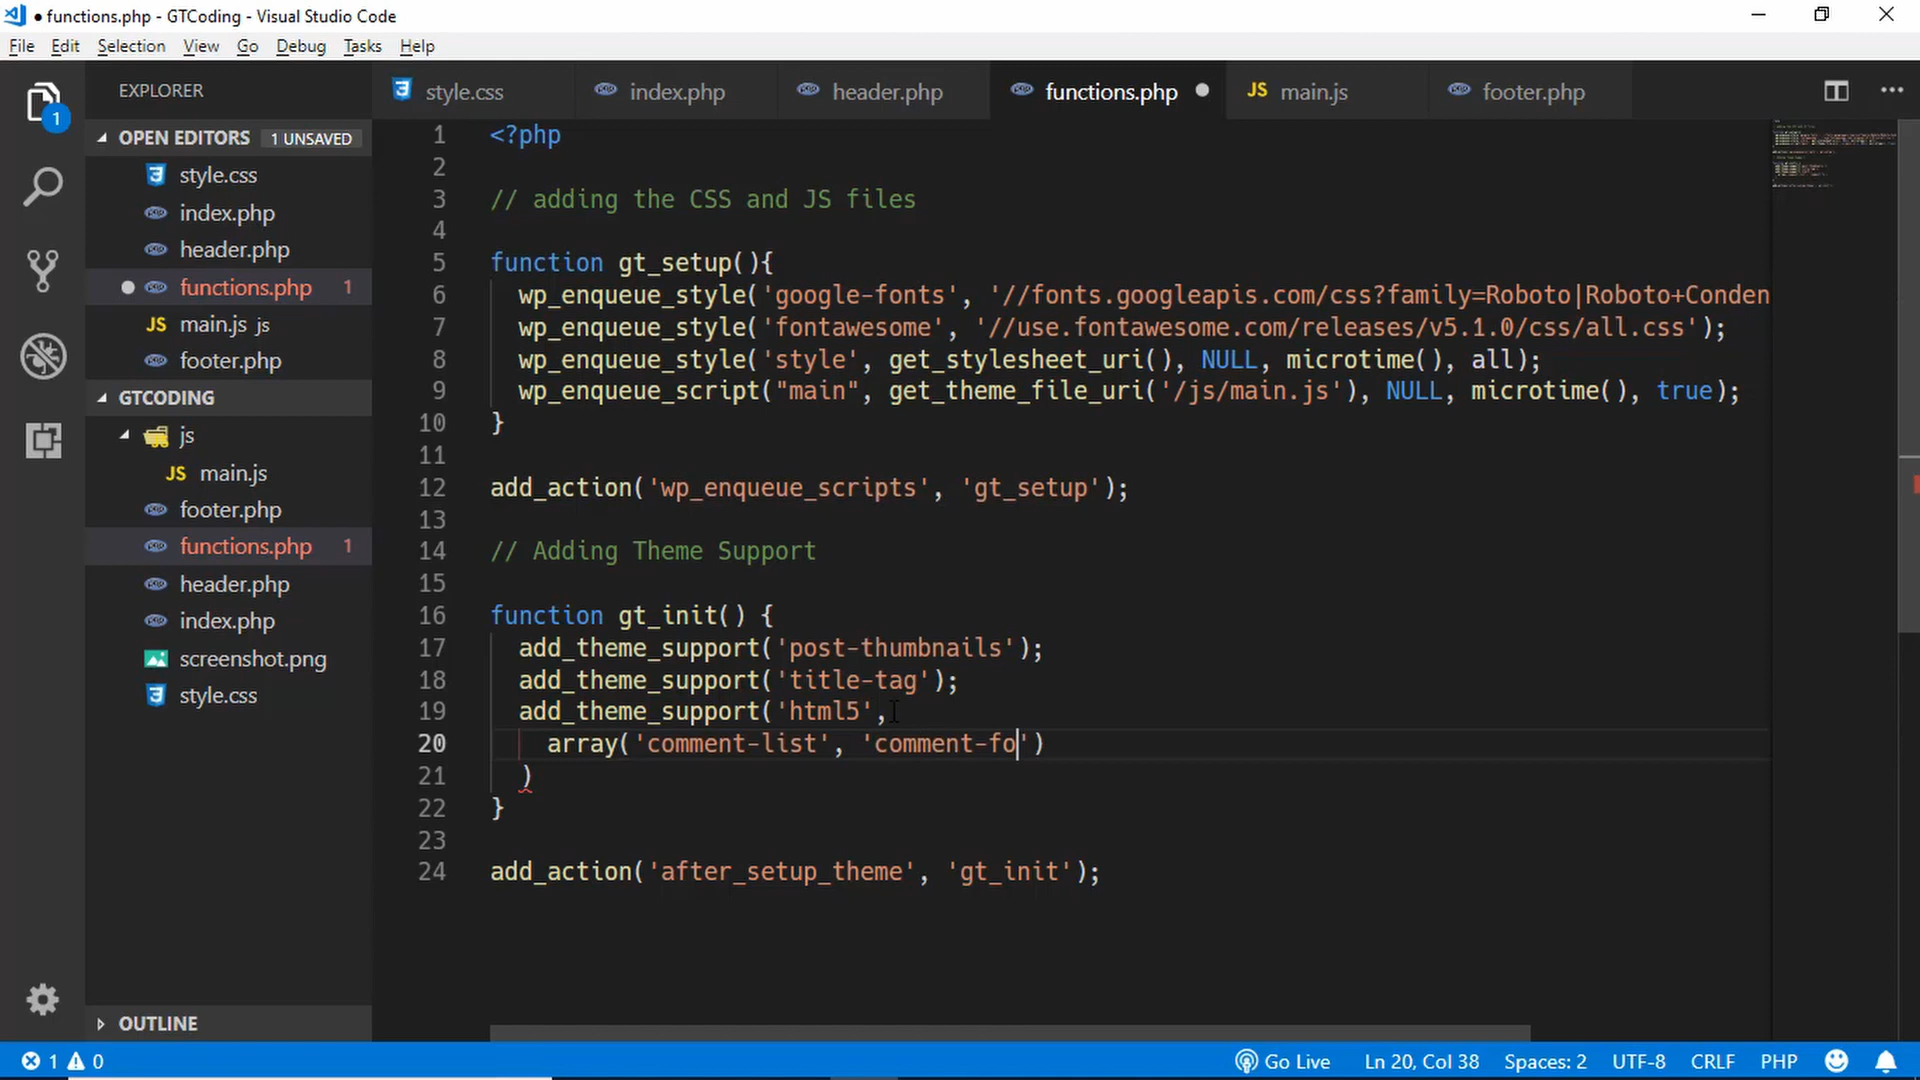 functions.php - GTCoding - Visual Studio Code
File Edit Selection View Go Debug Tasks Help
EXPLORER
OPEN EDITORS 1 UNSAVED
style.css
index.php
header.php
functions.php 1
JS main.js js
footer.php
GTCODING
js
JS main.js
footer.php
functions.php 1
header.php
index.php
screenshot.png
style.css
OUTLINE
1
style.css index.php header.php functions.php JS main.js footer.php
1 <?php
2
3 // adding the CSS and JS files
4
5 function gt_setup(){
6 wp_enqueue_style('google-fonts', '//fonts.googleapis.com/css?family=Roboto|Roboto+Conden
7 wp_enqueue_style('fontawesome', '//use.fontawesome.com/releases/v5.1.0/css/all.css');
8 wp_enqueue_style('style', get_stylesheet_uri(), NULL, microtime(), all);
9 wp_enqueue_script("main", get_theme_file_uri('/js/main.js'), NULL, microtime(), true);
10 }
11
12 add_action('wp_enqueue_scripts', 'gt_setup');
13
14 // Adding Theme Support
15
16 function gt_init() {
17 add_theme_support('post-thumbnails');
18 add_theme_support('title-tag');
19 add_theme_support('html5',
20 array('comment-list', 'comment-fo')
21 )
22 }
23
24 add_action('after_setup_theme', 'gt_init');
1 0 Go Live Ln 20, Col 38 Spaces: 2 UTF-8 CRLF PHP